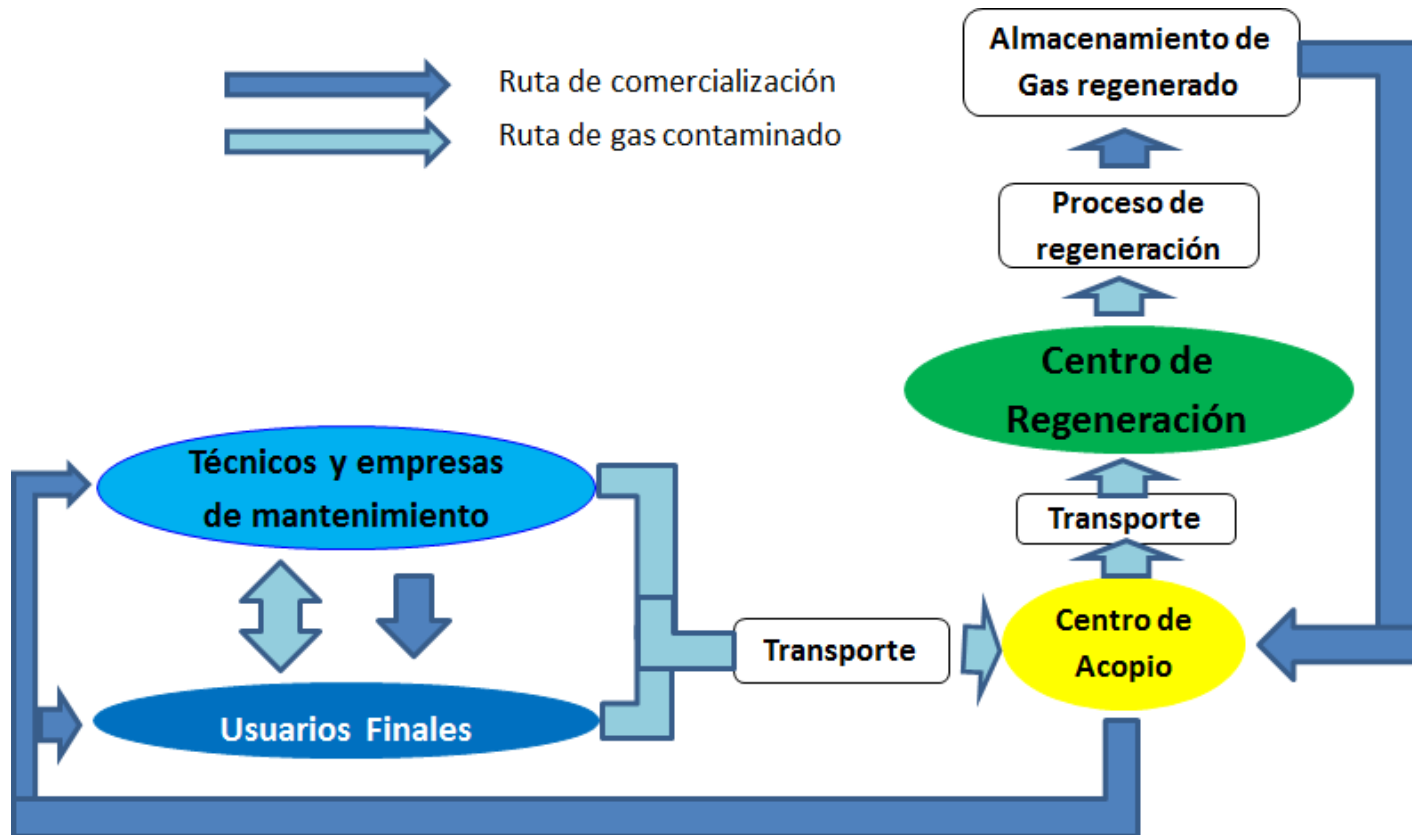 Ruta de comercialización
Ruta de gas contaminado
Almacenamiento de
Gas regenerado
Proceso de
regeneración
Centro de
Regeneración
Técnicos y empresas
de mantenimiento
Transporte
Centro de
Acopio
Transporte
Usuarios Finales